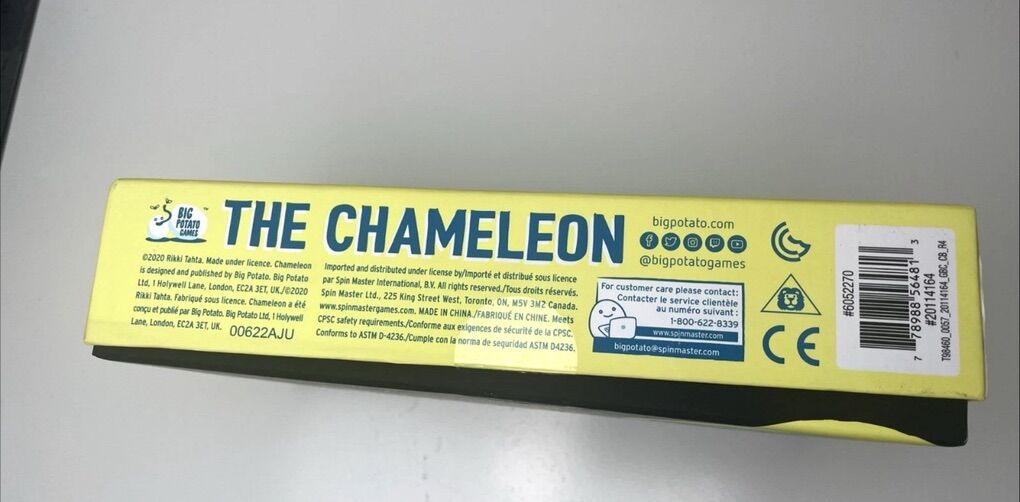 BIG
POTATO
GAMES
™
THE CHAMELEON
©2020 Rikki Tahta. Made under licence. Chameleon
is designed and published by Big Potato. Big Potato
Ltd, 1 Holywell Lane, London, EC2A 3ET, UK./©2020
Rikki Tahta. Fabriqué sous licence. Chameleon a été
conçu et publié par Big Potato. Big Potato Ltd, 1 Holywell
Lane, London, EC2A 3ET, UK.
00622AJU
Imported and distributed under license by/Importé et distribué sous licence
par Spin Master International, B.V. All rights reserved./Tous droits réservés.
Spin Master Ltd., 225 King Street West, Toronto, ON, M5V 3M2 Canada.
www.spinmastergames.com. MADE IN CHINA./FABRIQUÉ EN CHINE. Meets
CPSC safety requirements./Conforme aux exigences de sécurité de la CPSC.
Conforms to ASTM D-4236./Cumple con la norma de seguridad ASTM D4236.
bigpotato.com
@bigpotatogames
For customer care please contact:
Contacter le service clientèle
au numéro suivant :
1-800-622-8339
www.spinmaster.com
bigpotato@spinmaster.com
CE
#6052270
7 78988 56481 3
#20114164
T98460_0057_20114164_GBC_C8_R4